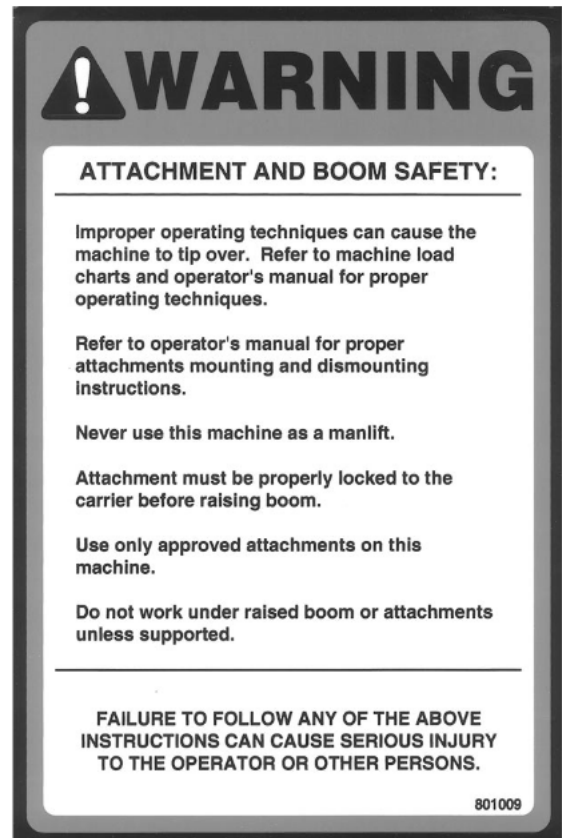 WARNING
ATTACHMENT AND BOOM SAFETY:
Improper operating techniques can cause the
machine to tip over. Refer to machine load
charts and operator's manual for proper
operating techniques.
Refer to operator's manual for proper
attachments mounting and dismounting
instructions.
Never use this machine as a manlift.
Attachment must be properly locked to the
carrier before raising boom.
Use only approved attachments on this
machine.
Do not work under raised boom or attachments
unless supported.
FAILURE TO FOLLOW ANY OF THE ABOVE
INSTRUCTIONS CAN CAUSE SERIOUS INJURY
TO THE OPERATOR OR OTHER PERSONS.
801009